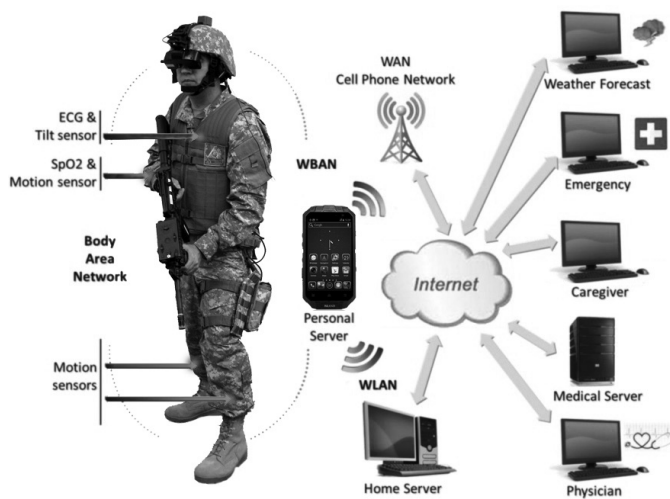 ECG &
Tilt sensor
SpO2 &
Motion sensor
Body
Area
Network
Motion
sensors
WBAN
Personal
Server
WLAN
WAN
Cell Phone Network
Internet
Home Server
Weather Forecast
Emergency
Caregiver
Medical Server
Physician